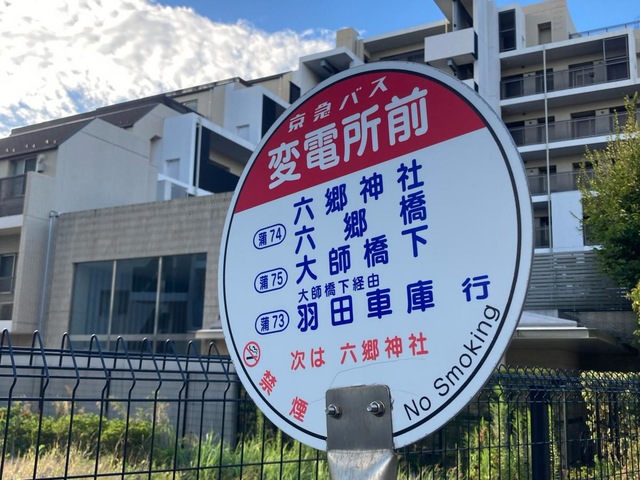 京急バス
変電所前
六郷神社
蒲74 六郷橋
蒲75 大師橋下
大師橋下経由
蒲73 羽田車庫 行
次は 六郷神社
禁煙
No Smoking